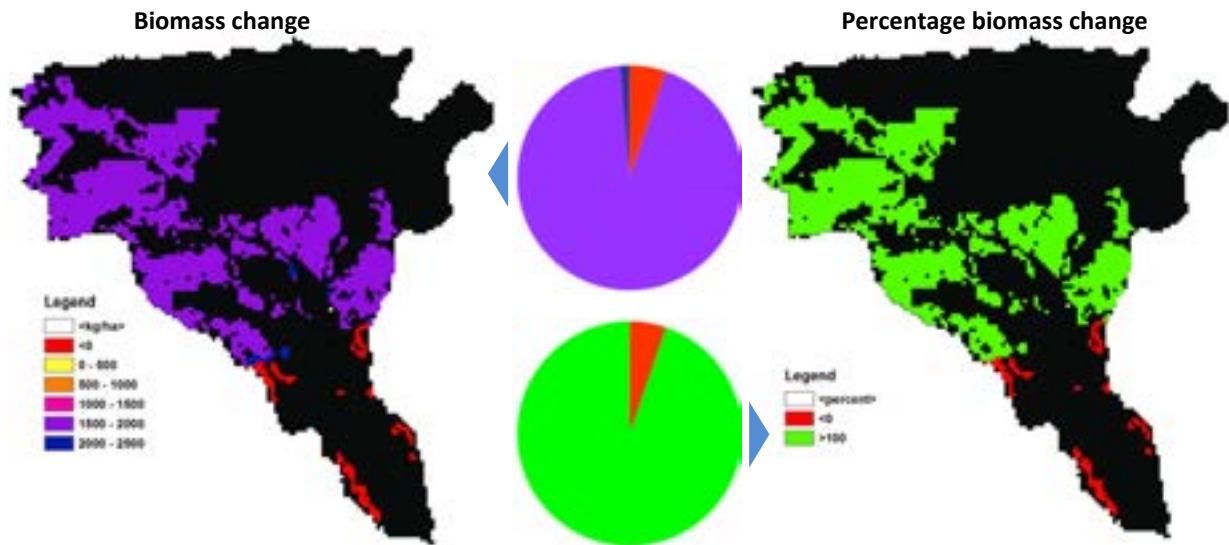 Biomass change
Percentage biomass change
Legend
<kg/ha>
<0
0 - 500
500 - 1000
1000 - 1500
1500 - 2000
2000 - 2500
Legend
<percent>
<0
>100